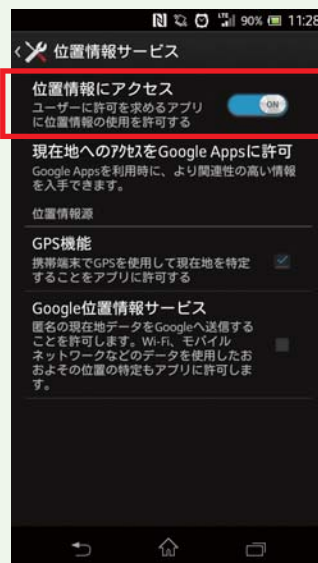 90% 11:28
位置情報サービス
位置情報にアクセス
ON
ユーザーに許可を求めるアプリ
に位置情報の使用を許可する
現在地へのｱｸｾｽをGoogle Appsに許可
Google Appsを利用時に、より関連性の高い情報
を入手できます。
位置情報源
GPS機能
携帯端末でGPSを使用して現在地を特定
することをアプリに許可する
Google位置情報サービス
匿名の現在地データをGoogleへ送信する
ことを許可します。Wi-Fi、モバイル
ネットワークなどのデータを使用したお
およその位置の特定もアプリに許可しま
す。